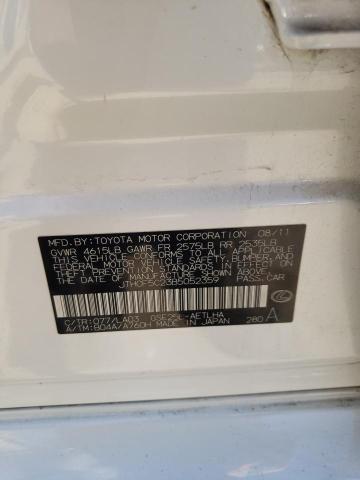 MFD. BY: TOYOTA MOTOR CORPORATION 08/11
GVWR 4615LB GAWR FR 2575LB RR 2535LB
THIS VEHICLE CONFORMS TO ALL APPLICABLE
FEDERAL MOTOR VEHICLE SAFETY, BUMPER, AND
THEFT PREVENTION STANDARDS IN EFFECT ON
THE DATE OF MANUFACTURE SHOWN ABOVE.
JTHCF5C23B5052359 PASS. CAR
C/TR: 077/LA03 GSE25L-AETLHA
A/TM: B04A/A760H MADE IN JAPAN 280 A